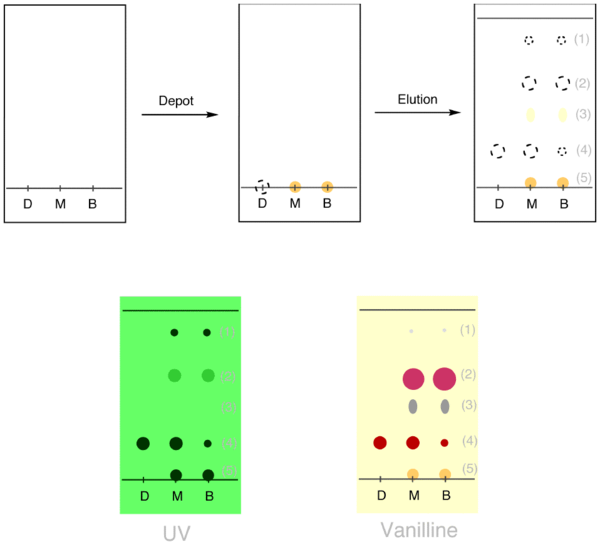 Depot
Elution
D M B
D M B
D M B
(1)
(2)
(3)
(4)
(5)
(1)
(2)
(3)
(4)
(5)
D M B
UV
(1)
(2)
(3)
(4)
(5)
D M B
Vanilline